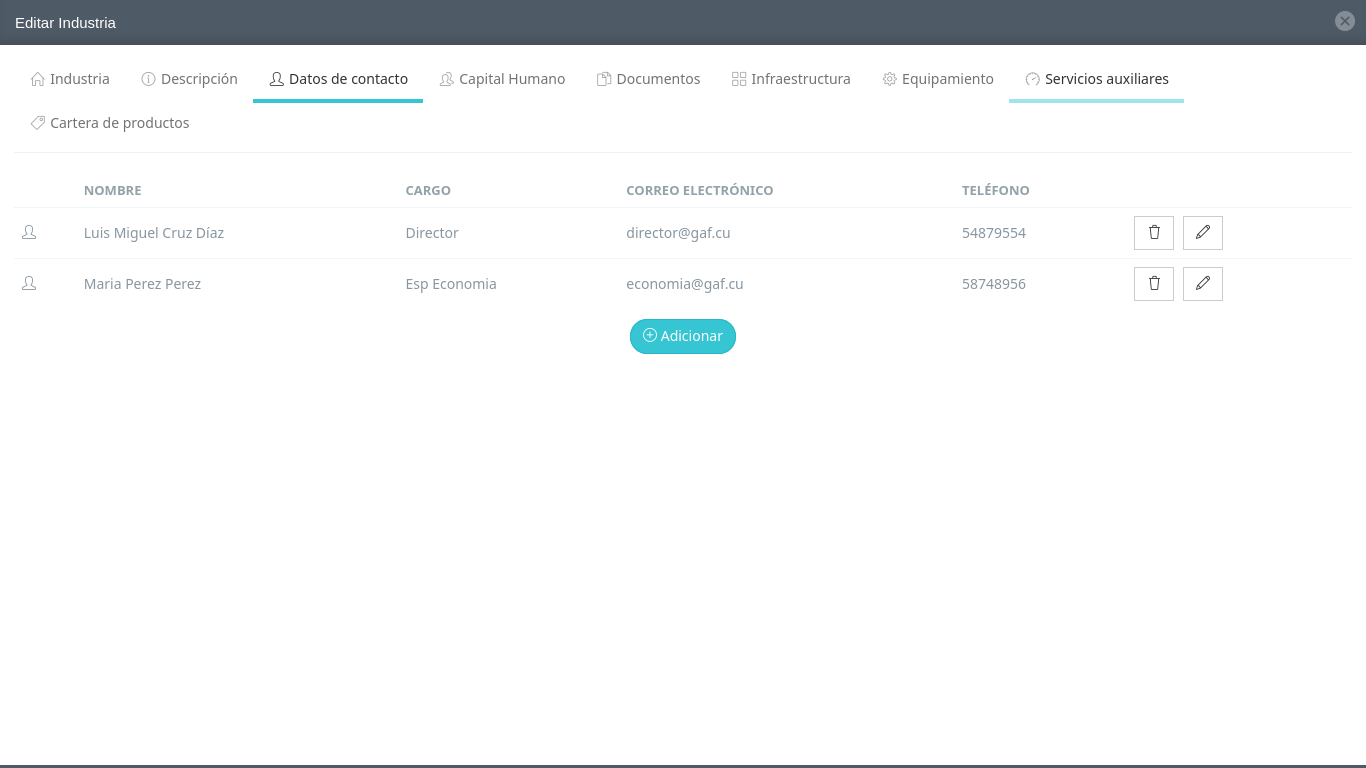 Editar Industria
Industria Descripción Datos de contacto Capital Humano Documentos Infraestructura Equipamiento Servicios auxiliares
Cartera de productos
NOMBRE CARGO CORREO ELECTRÓNICO TELÉFONO
Luis Miguel Cruz Díaz Director director@gaf.cu 54879554
Maria Perez Perez Esp Economia economia@gaf.cu 58748956
Adicionar